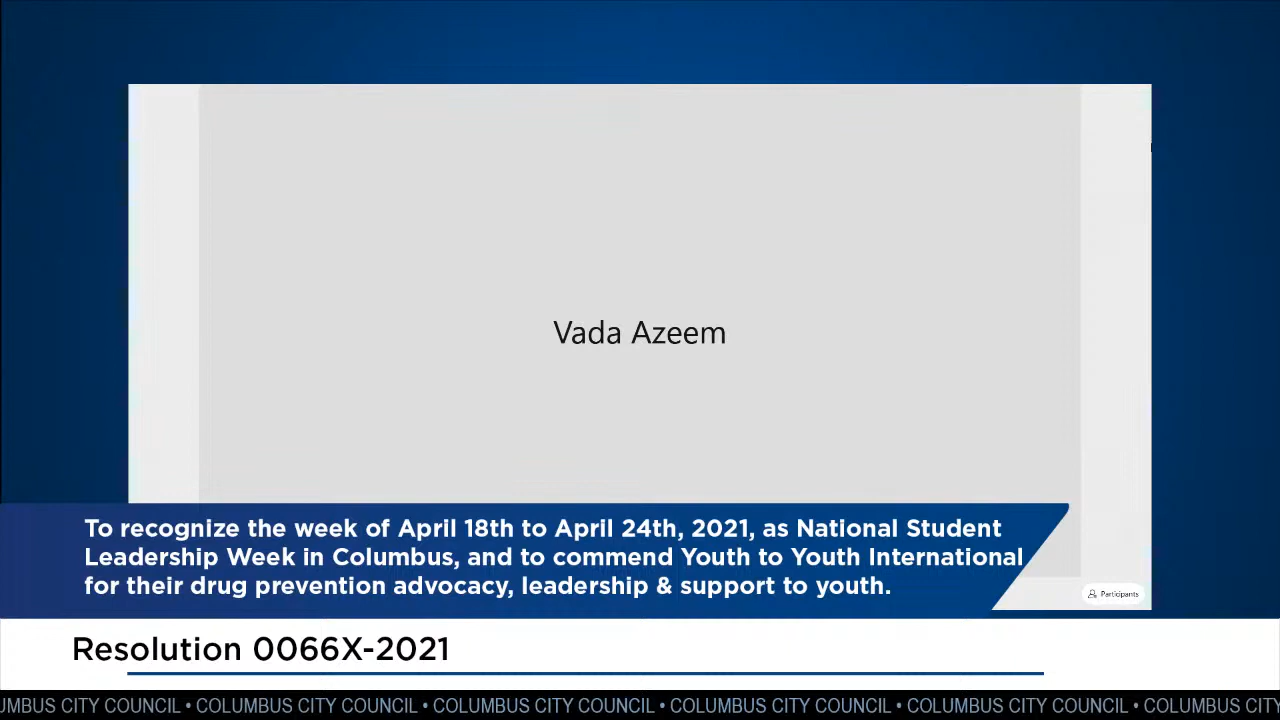 Vada Azeem
To recognize the week of April 18th to April 24th, 2021, as National Student
Leadership Week in Columbus, and to commend Youth to Youth International
for their drug prevention advocacy, leadership & support to youth.
Participants
Resolution 0066X-2021
UMBUS CITY COUNCIL • COLUMBUS CITY COUNCIL • COLUMBUS CITY COUNCIL • COLUMBUS CITY COUNCIL • COLUMBUS CITY COUNCIL • COLUMBUS CITY